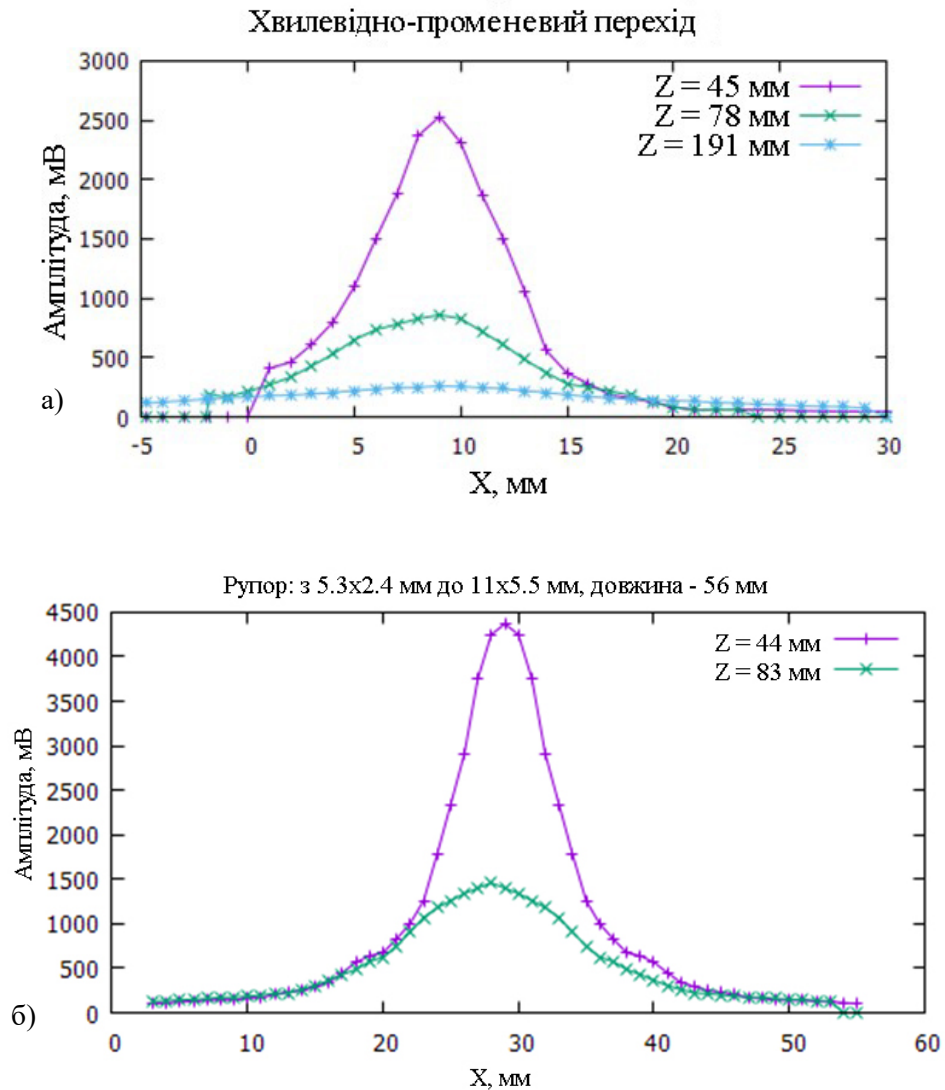 Хвилевідно-променевий перехід
3000
2500
2000
1500
1000
500
0
Амплітуда, мВ
Z = 45 мм
Z = 78 мм
Z = 191 мм
а)
-5 0 5 10 15 20 25 30
X, мм
Рупор: з 5.3x2.4 мм до 11x5.5 мм, довжина - 56 мм
4500
4000
3500
3000
2500
2000
1500
1000
500
0
Амплітуда, мВ
Z = 44 мм
Z = 83 мм
б)
0 10 20 30 40 50 60
X, мм